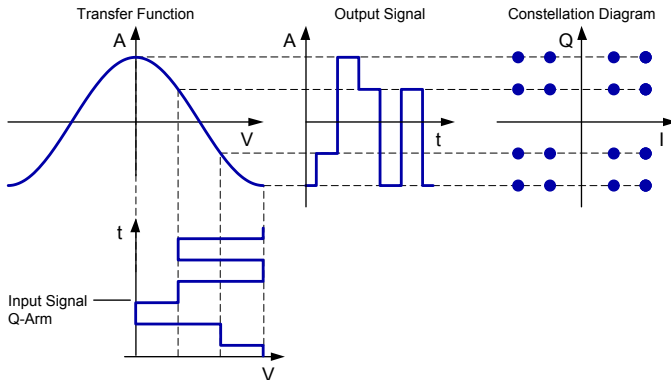 Transfer Function
Output Signal
Constellation Diagram
A
A
Q
V
t
I
t
Input Signal
Q-Arm
V